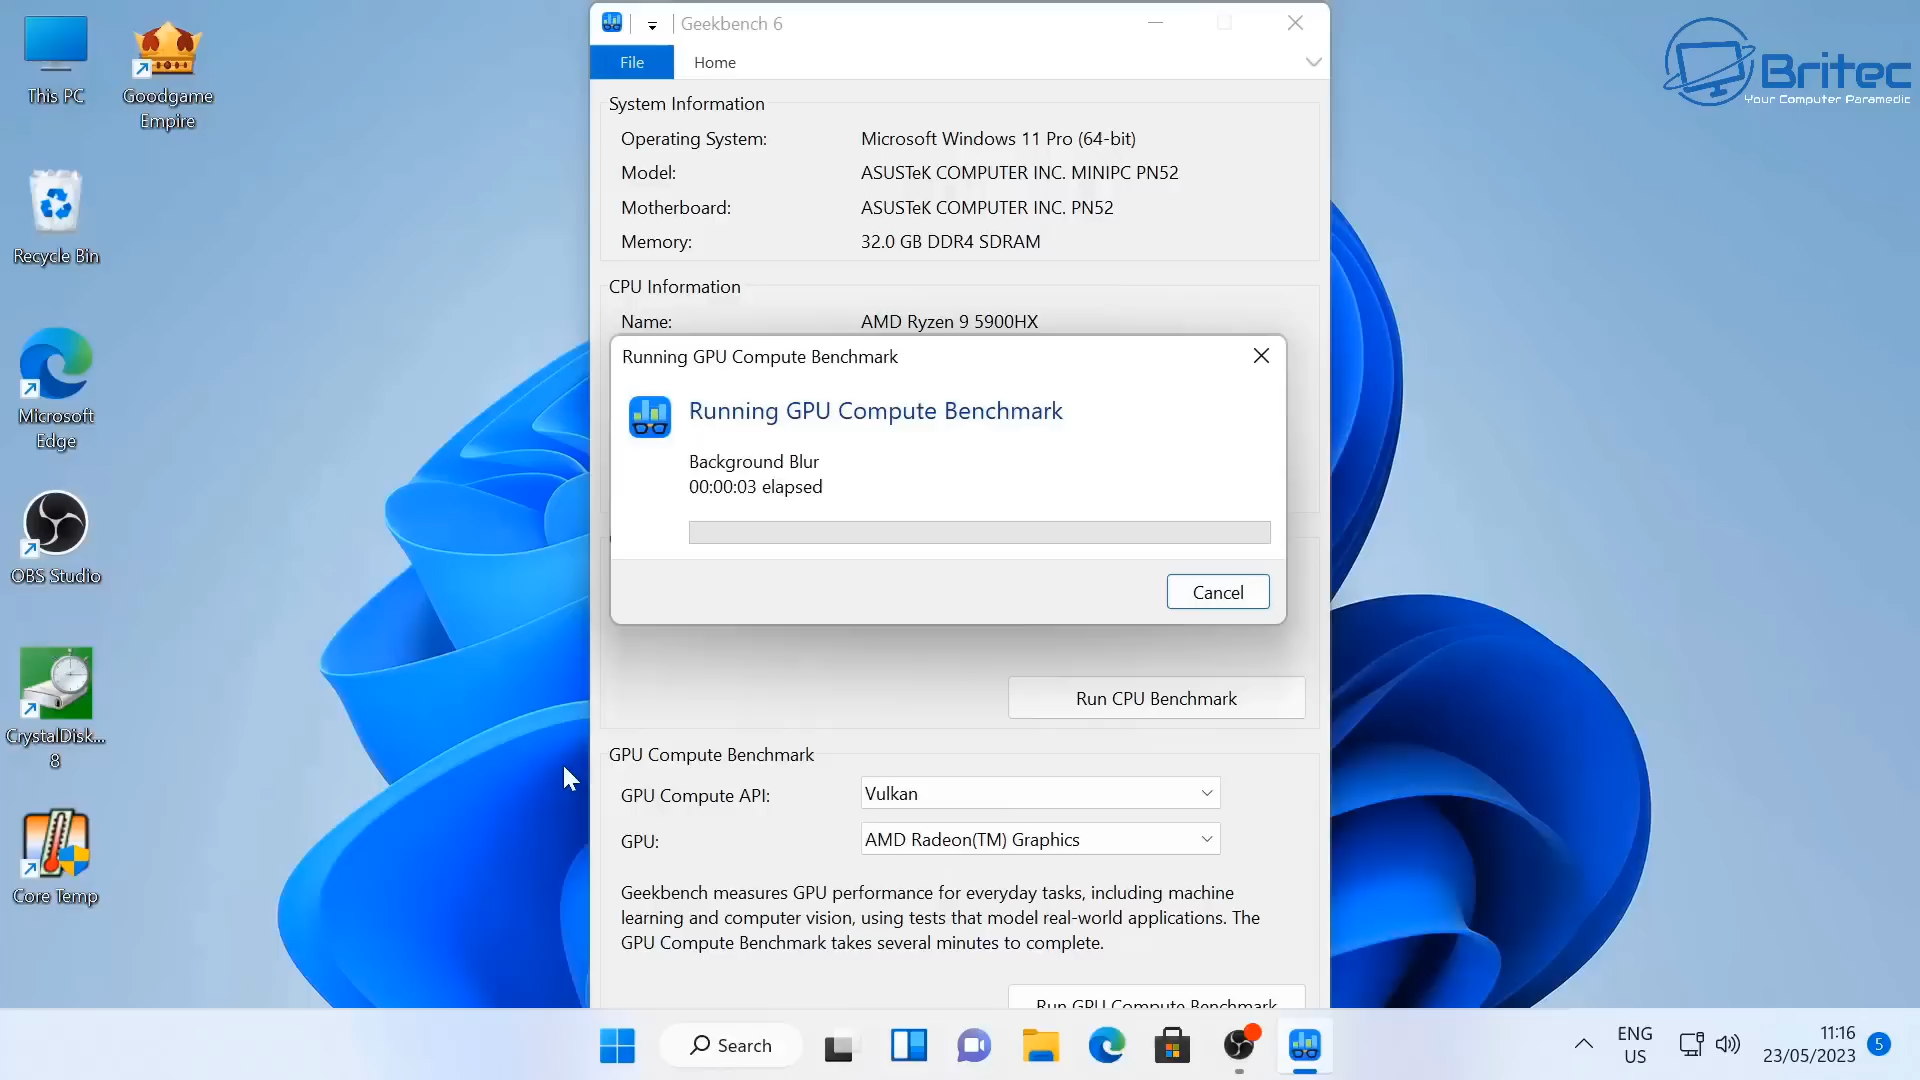 Geekbench 6
File
Home
System Information
Operating System: Microsoft Windows 11 Pro (64-bit)
Model: ASUSTeK COMPUTER INC. MINIPC PN52
Motherboard: ASUSTeK COMPUTER INC. PN52
Memory: 32.0 GB DDR4 SDRAM
CPU Information
Name: AMD Ryzen 9 5900HX
Running GPU Compute Benchmark
Running GPU Compute Benchmark
Background Blur
00:00:03 elapsed
Cancel
Run CPU Benchmark
GPU Compute Benchmark
GPU Compute API: Vulkan
GPU: AMD Radeon(TM) Graphics
Geekbench measures GPU performance for everyday tasks, including machine
learning and computer vision, using tests that model real-world applications. The
GPU Compute Benchmark takes several minutes to complete.
Run GPU Compute Benchmark
This PC
Goodgame
Empire
Recycle Bin
Microsoft
Edge
OBS Studio
CrystalDisk...
8
Core Temp
Britec
Your Computer Paramedic
Search
ENG
US
11:16
23/05/2023
5